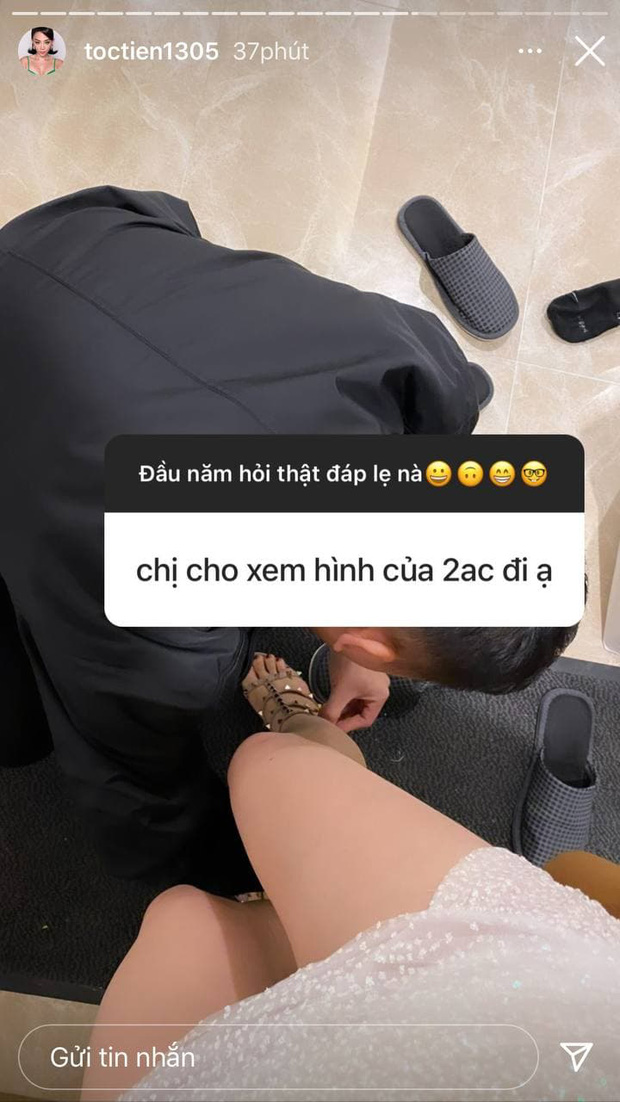 toctien1305 37phút
Đầu năm hỏi thật đáp lẹ nà😀🙃😁🤓
chị cho xem hình của 2ac đi ạ
Gửi tin nhắn